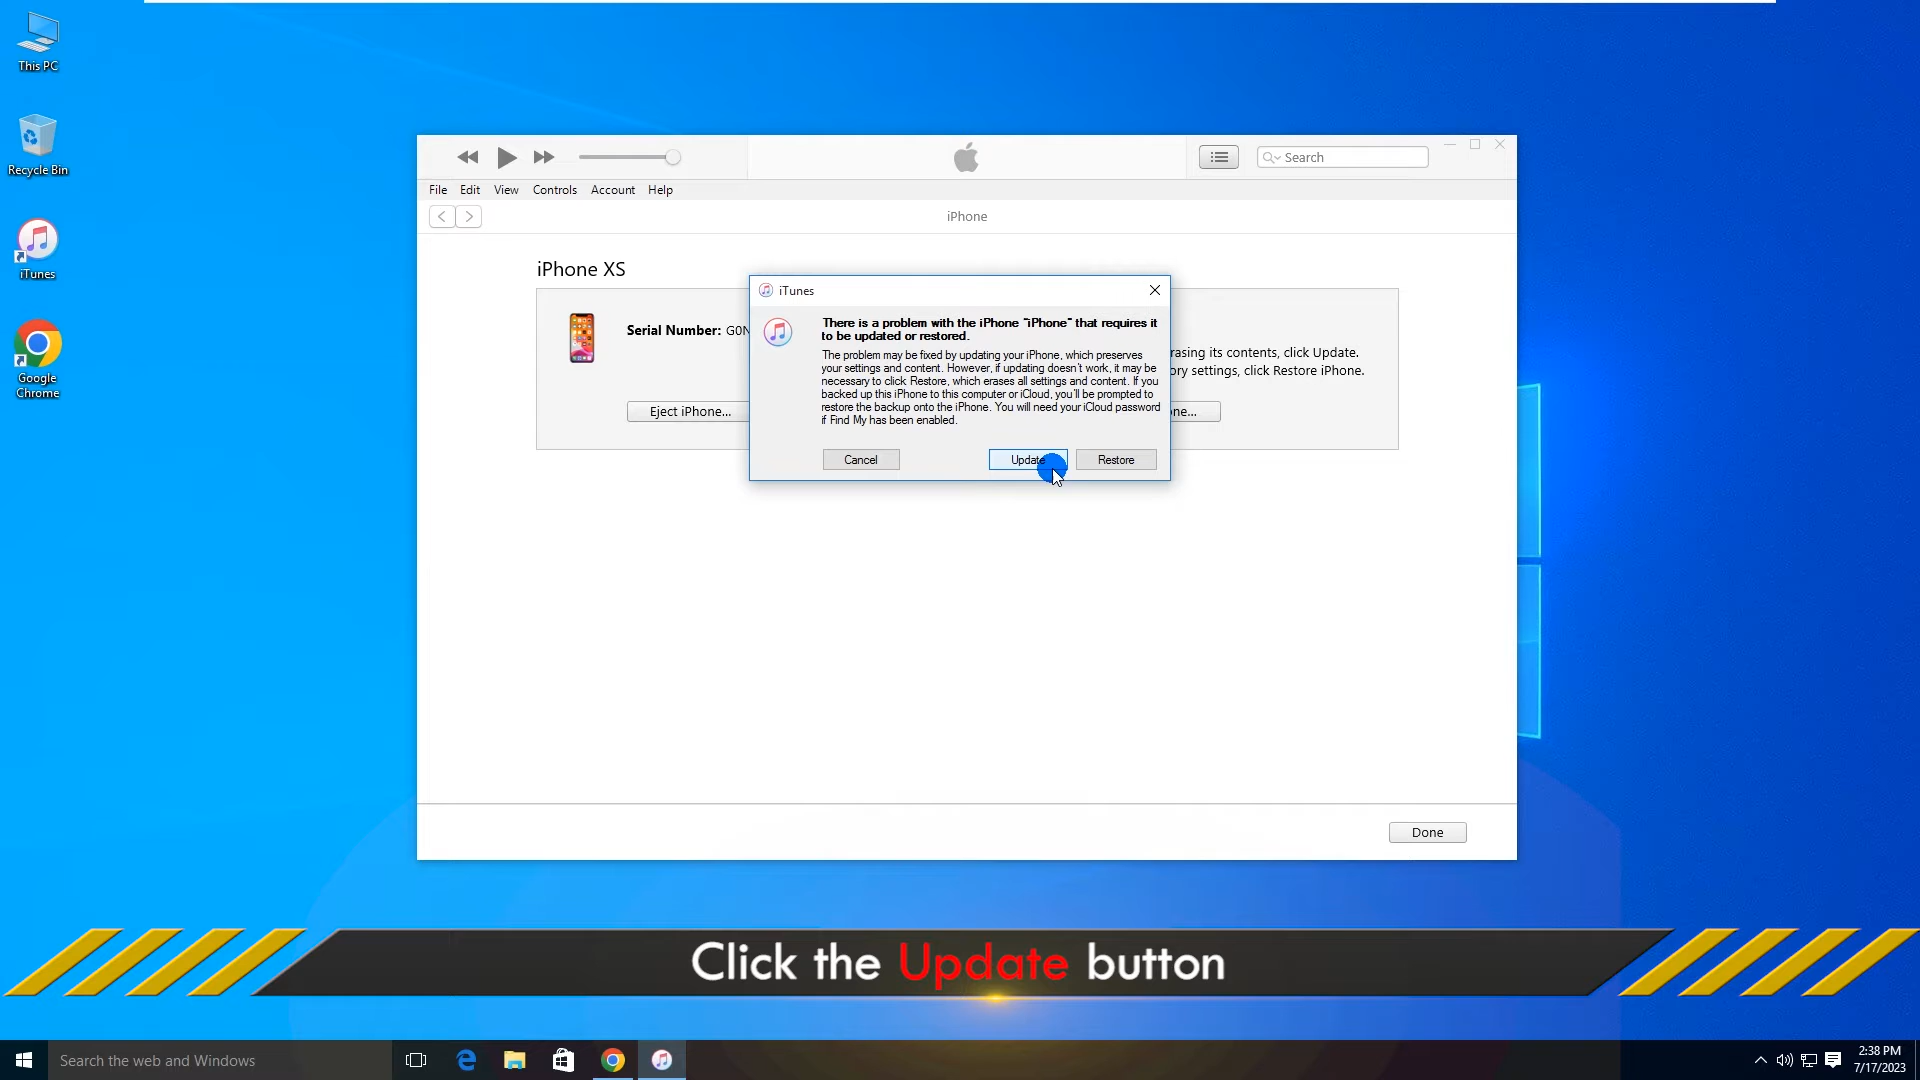 This PC
Recycle Bin
iTunes
Google
Chrome
Search
File Edit View Controls Account Help
iPhone
iPhone XS
Serial Number: G0N
Eject iPhone...
rasing its contents, click Update.
ory settings, click Restore iPhone.
ne...
iTunes
There is a problem with the iPhone "iPhone" that requires it
to be updated or restored.
The problem may be fixed by updating your iPhone, which preserves
your settings and content. However, if updating doesn't work, it may be
necessary to click Restore, which erases all settings and content. If you
backed up this iPhone to this computer or iCloud, you'll be prompted to
restore the backup onto the iPhone. You will need your iCloud password
if Find My has been enabled.
Cancel Update Restore
Done
Click the Update button
Search the web and Windows
2:38 PM
7/17/2023